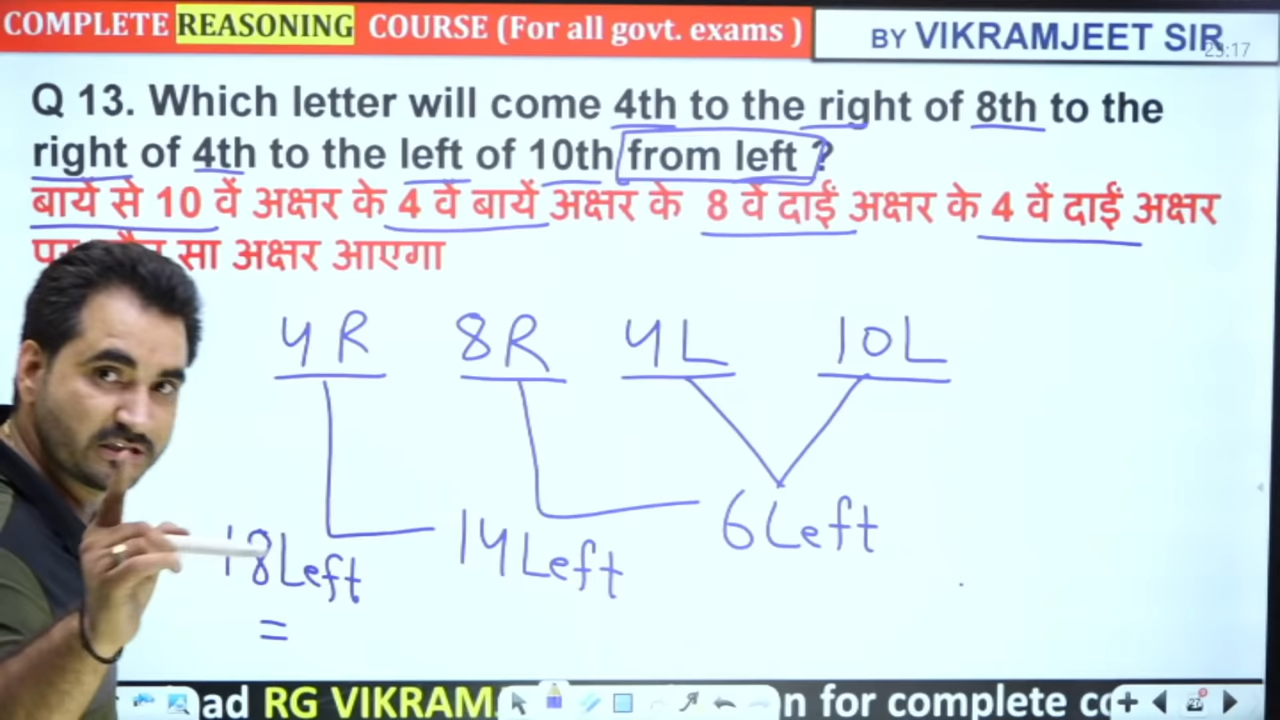 COMPLETE REASONING COURSE (For all govt. exams )
BY VIKRAMJEET SIR
23:17
Q 13. Which letter will come 4th to the right of 8th to the
right of 4th to the left of 10th from left ?
बायें से 10 वें अक्षर के 4 वें बायें अक्षर के 8 वें दाईं अक्षर के 4 वें दाईं अक्षर
सा अक्षर आएगा
4 R 8R 4 L 10L
18Left 14Left 6Left
=
ad RG VIKRAM n for complete co